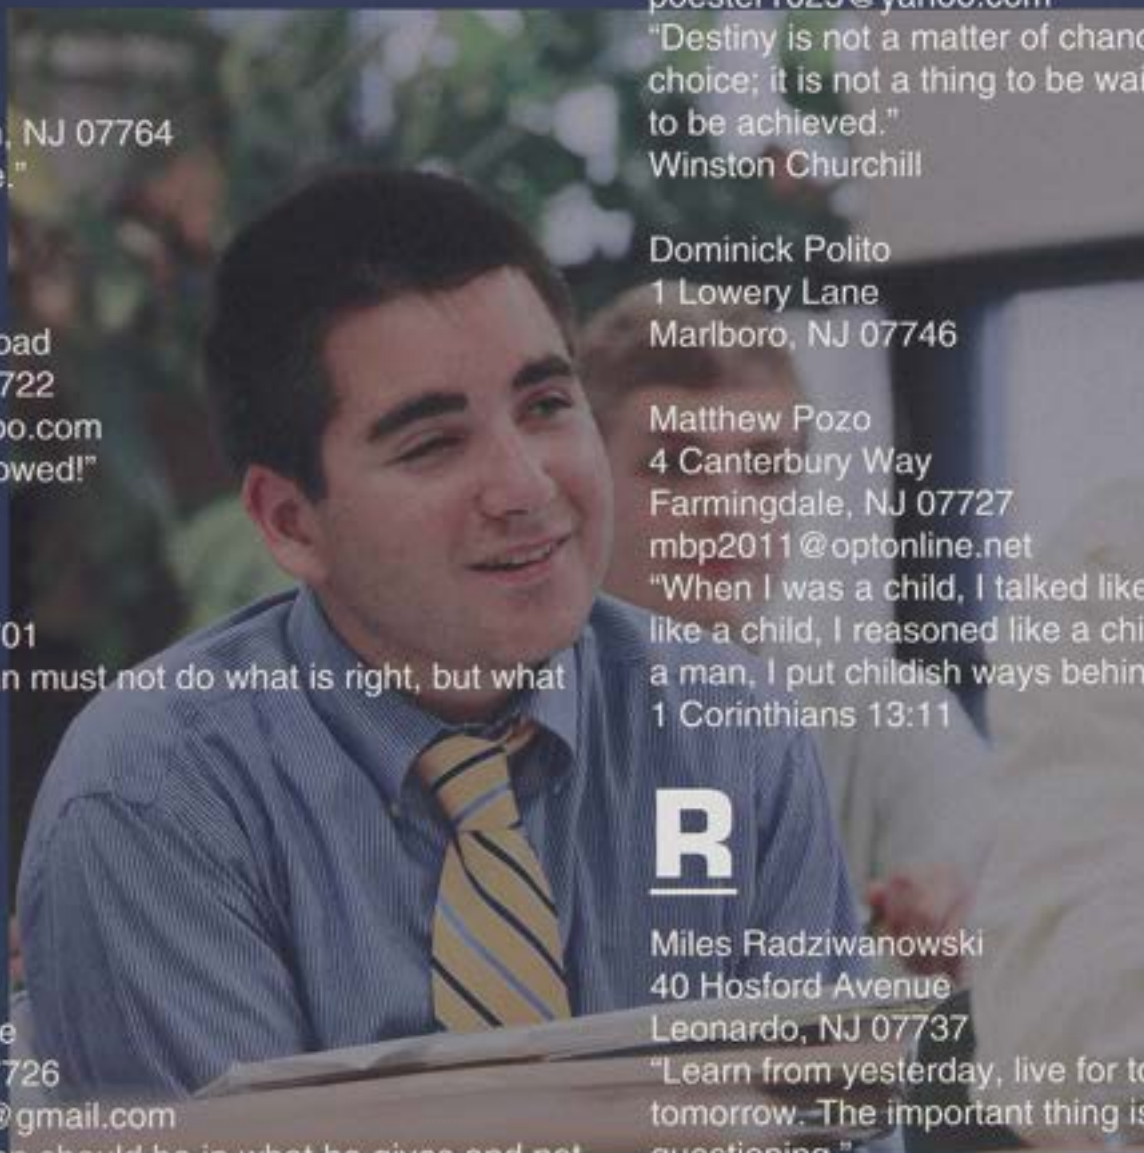 , NJ 07764
e."
oad
722
oo.com
owed!"
01
n must not do what is right, but what
e
726
@gmail.com
"Destiny is not a matter of chanc
choice; it is not a thing to be wai
to be achieved."
Winston Churchill
Dominick Polito
1 Lowery Lane
Marlboro, NJ 07746
Matthew Pozo
4 Canterbury Way
Farmingdale, NJ 07727
mbp2011@optonline.net
"When I was a child, I talked like
like a child, I reasoned like a chi
a man, I put childish ways behin
1 Corinthians 13:11
R
Miles Radziwanowski
40 Hosford Avenue
Leonardo, NJ 07737
"Learn from yesterday, live for to
tomorrow. The important thing is
questioning."